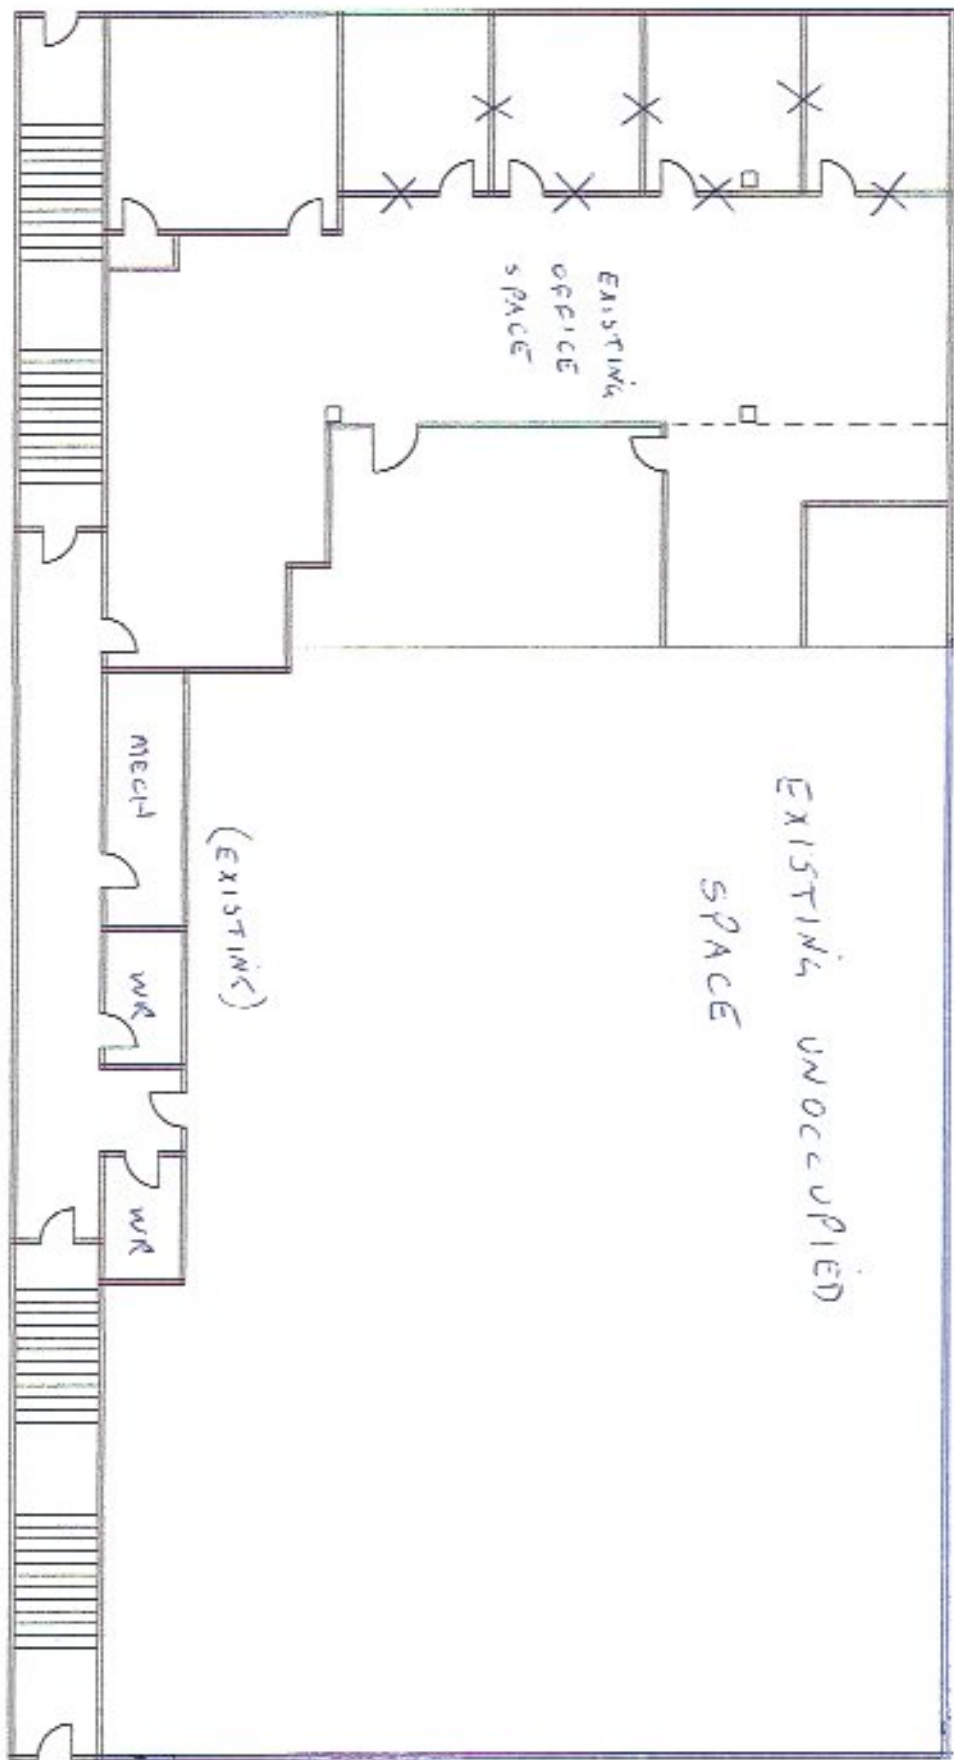 EXISTING
OFFICE
SPACE
EXISTING UNOCCUPIED
SPACE
(EXISTING)
MECH
WR
WR